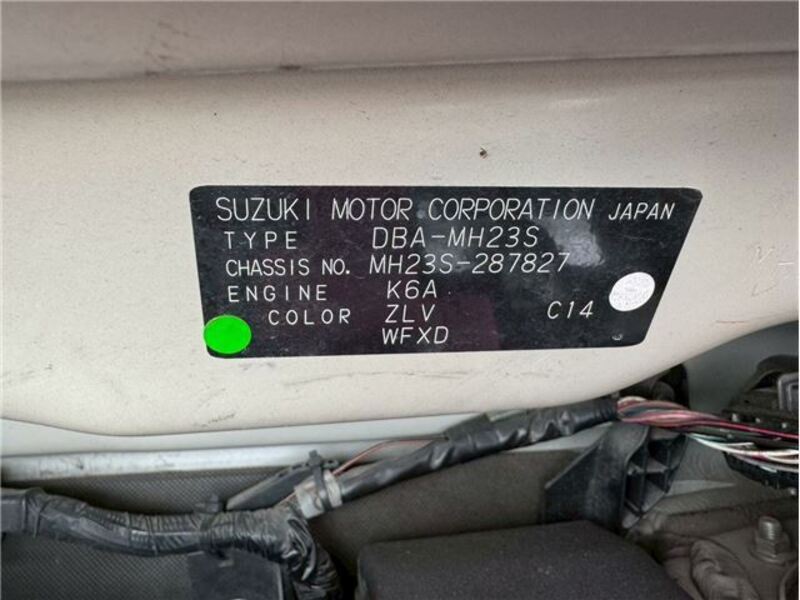 SUZUKI MOTOR CORPORATION JAPAN
TYPE DBA-MH23S
CHASSIS NO. MH23S-287827
ENGINE K6A
COLOR ZLV C14
WFXD